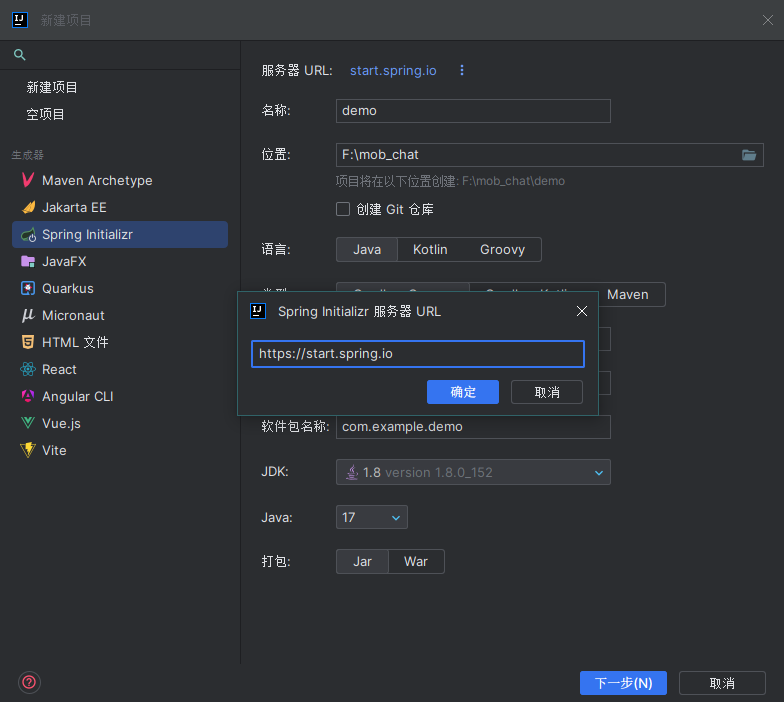 新建项目
新建项目
空项目
生成器
Maven Archetype
Jakarta EE
Spring Initializr
JavaFX
Quarkus
Micronaut
HTML 文件
React
Angular CLI
Vue.js
Vite
服务器 URL: start.spring.io
名称: demo
位置: F:\mob_chat
项目将在以下位置创建: F:\mob_chat\demo
创建 Git 仓库
语言: Java Kotlin Groovy
Maven
Spring Initializr 服务器 URL
https://start.spring.io
确定 取消
软件包名称: com.example.demo
JDK: 1.8 version 1.8.0_152
Java: 17
打包: Jar War
下一步(N) 取消